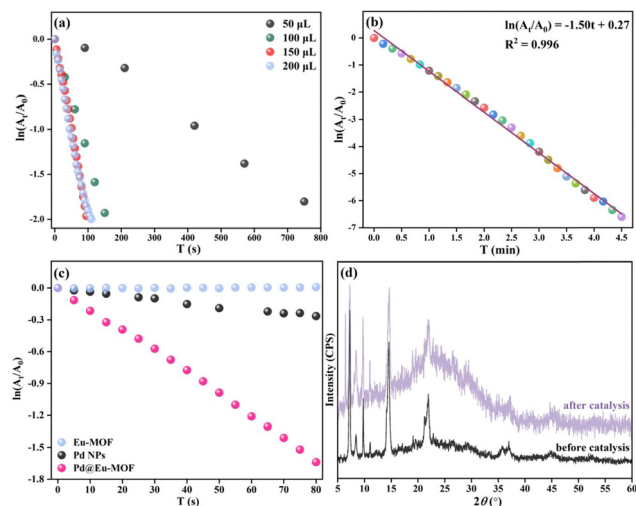 (a)
50 µL
100 µL
150 µL
200 µL
ln(Aₜ/A₀)
0.0
-0.5
-1.0
-1.5
-2.0
0 100 200 300 400 500 600 700 800
T (s)
(b)
ln(Aₜ/A₀) = -1.50t + 0.27
R² = 0.996
ln(Aₜ/A₀)
1
0
-1
-2
-3
-4
-5
-6
-7
0.0 0.5 1.0 1.5 2.0 2.5 3.0 3.5 4.0 4.5
T (min)
(c)
ln(Aₜ/A₀)
0.0
-0.3
-0.6
-0.9
-1.2
-1.5
-1.8
Eu-MOF
Pd NPs
Pd@Eu-MOF
0 10 20 30 40 50 60 70 80
T (s)
(d)
Intensity (CPS)
after catalysis
before catalysis
5 10 15 20 25 30 35 40 45 50 55 60
2θ (°)